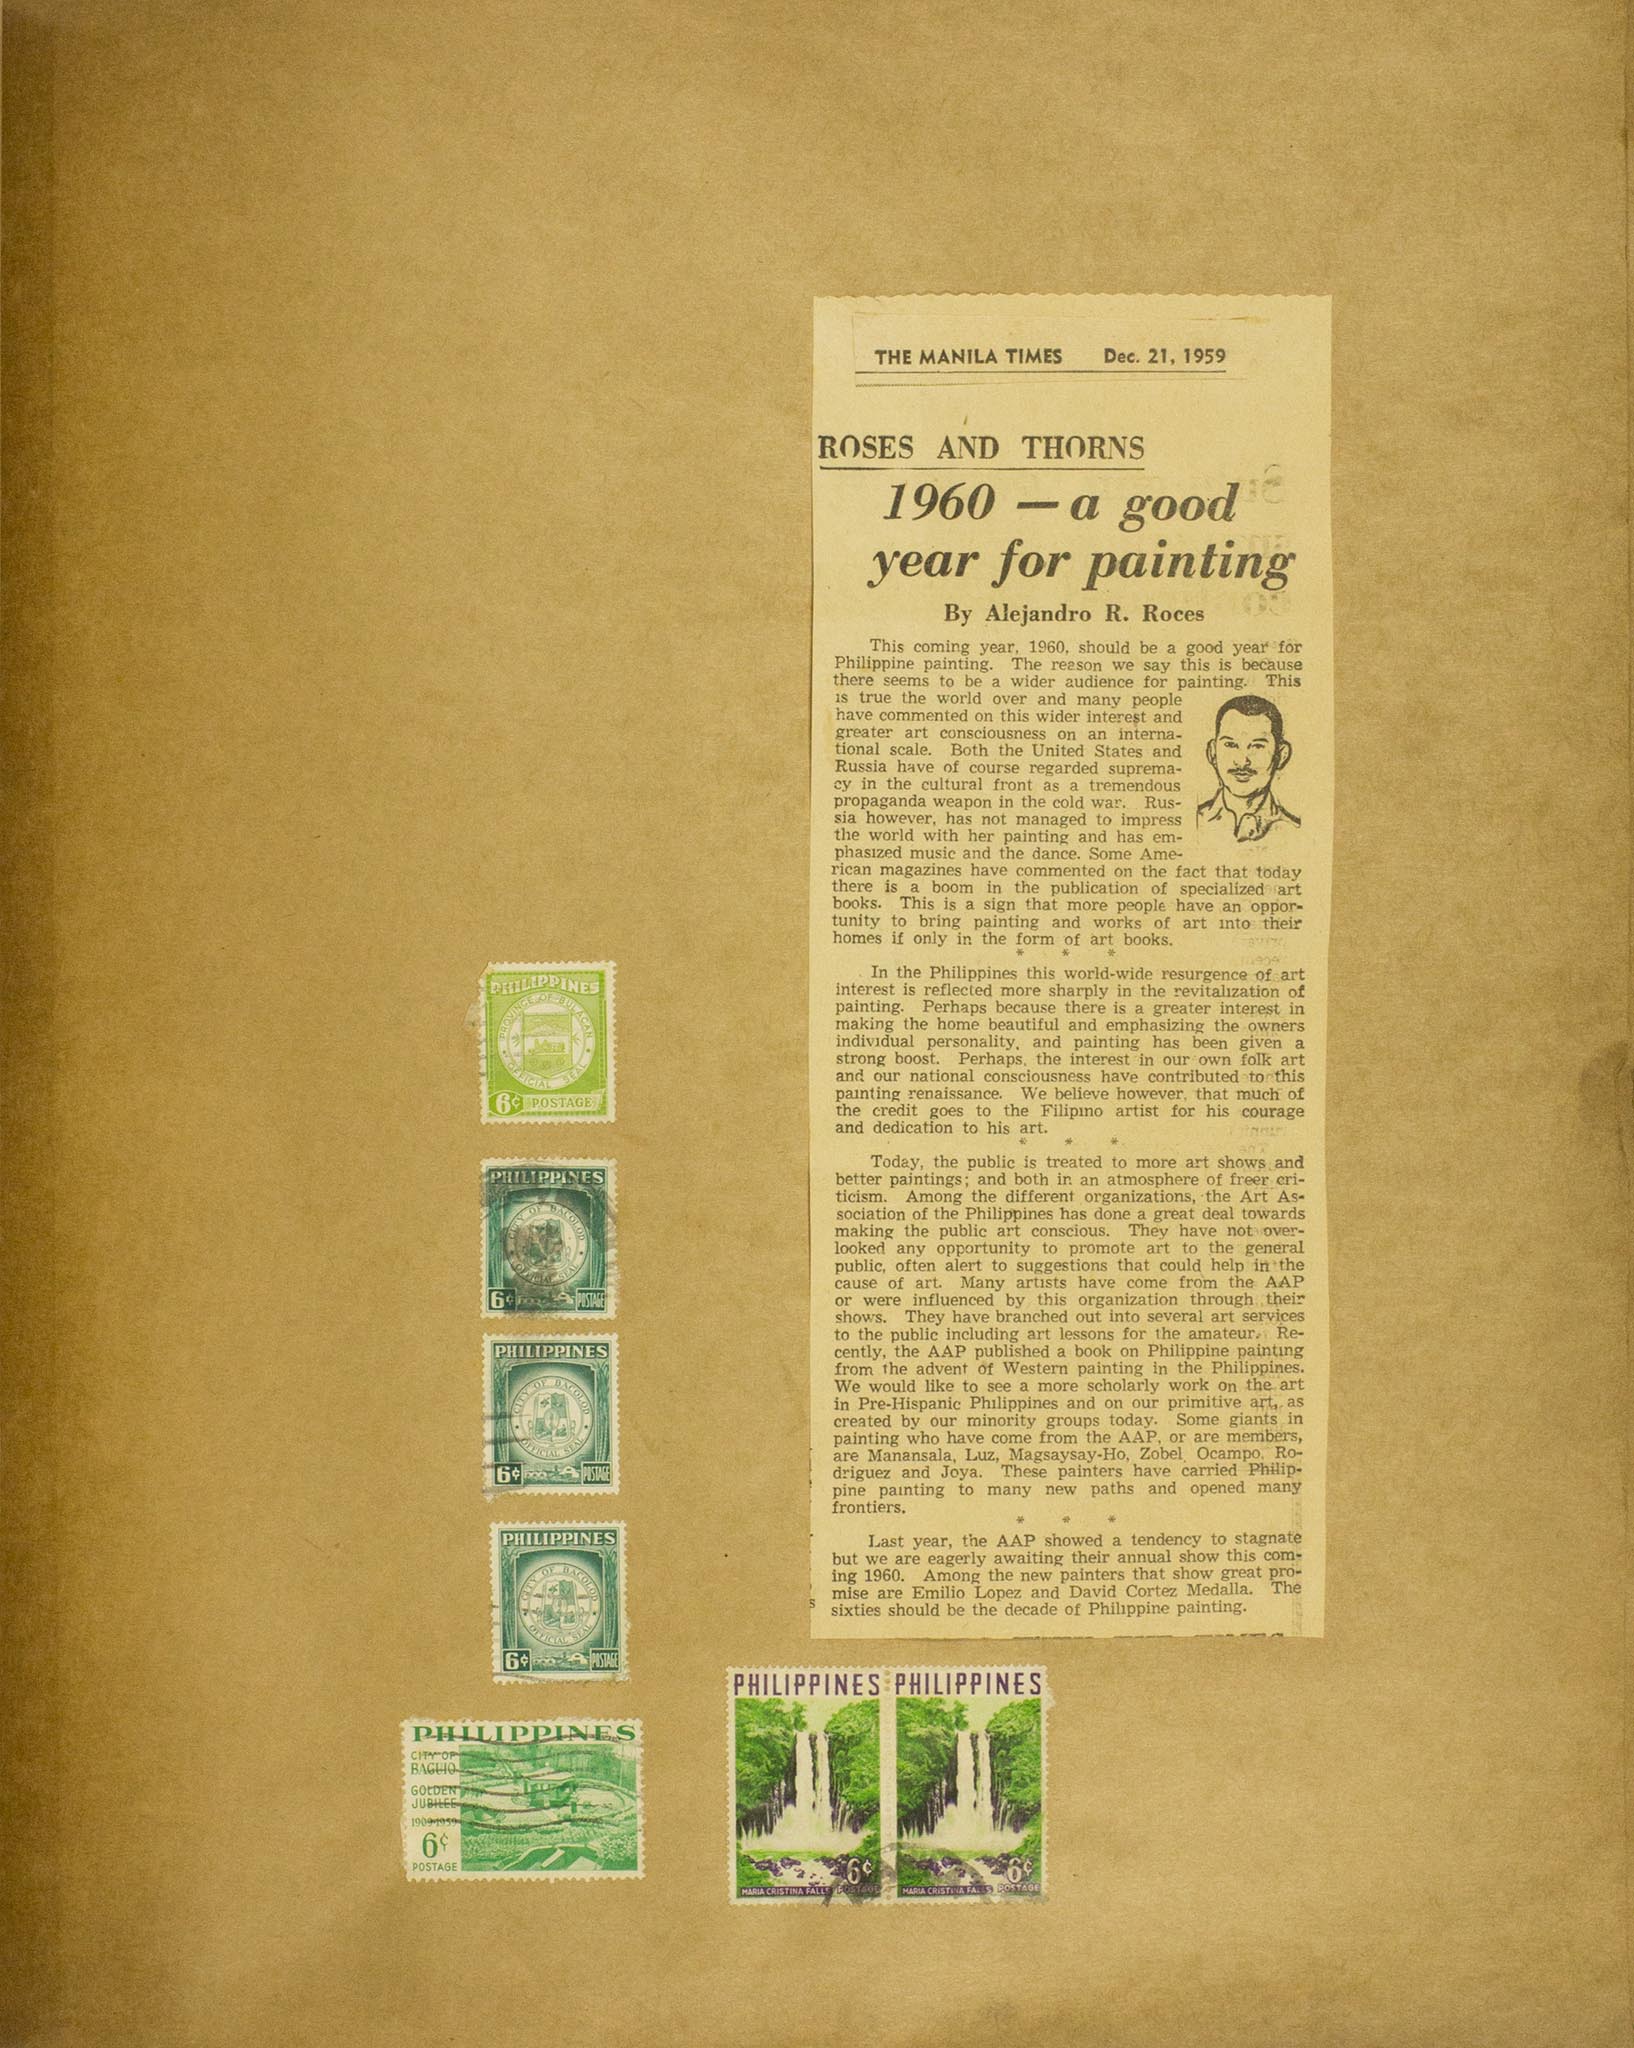 THE MANILA TIMES Dec. 21, 1959
ROSES AND THORNS
1960 — a good
year for painting
By Alejandro R. Roces
This coming year, 1960, should be a good year for
Philippine painting. The reason we say this is because
there seems to be a wider audience for painting. This
is true the world over and many people
have commented on this wider interest and
greater art consciousness on an interna-
tional scale. Both the United States and
Russia have of course regarded suprema-
cy in the cultural front as a tremendous
propaganda weapon in the cold war. Rus-
sia however, has not managed to impress
the world with her painting and has em-
phasized music and the dance. Some Ame-
rican magazines have commented on the fact that today
there is a boom in the publication of specialized art
books. This is a sign that more people have an oppor-
tunity to bring painting and works of art into their
homes if only in the form of art books.
* * *
In the Philippines this world-wide resurgence of art
interest is reflected more sharply in the revitalization of
painting. Perhaps because there is a greater interest in
making the home beautiful and emphasizing the owners
individual personality, and painting has been given a
strong boost. Perhaps, the interest in our own folk art
and our national consciousness have contributed to this
painting renaissance. We believe however, that much of
the credit goes to the Filipino artist for his courage
and dedication to his art.
* * *
Today, the public is treated to more art shows and
better paintings; and both in an atmosphere of freer cri-
ticism. Among the different organizations, the Art As-
sociation of the Philippines has done a great deal towards
making the public art conscious. They have not over-
looked any opportunity to promote art to the general
public, often alert to suggestions that could help in the
cause of art. Many artists have come from the AAP
or were influenced by this organization through their
shows. They have branched out into several art services
to the public including art lessons for the amateur. Re-
cently, the AAP published a book on Philippine painting
from the advent of Western painting in the Philippines.
We would like to see a more scholarly work on the art
in Pre-Hispanic Philippines and on our primitive art, as
created by our minority groups today. Some giants in
painting who have come from the AAP, or are members,
are Manansala, Luz, Magsaysay-Ho, Zobel, Ocampo, Ro-
driguez and Joya. These painters have carried Philip-
pine painting to many new paths and opened many
frontiers.
* * *
Last year, the AAP showed a tendency to stagnate
but we are eagerly awaiting their annual show this com-
ing 1960. Among the new painters that show great pro-
mise are Emilio Lopez and David Cortez Medalla. The
sixties should be the decade of Philippine painting.
PHILIPPINES
PROVINCE OF BULACAN
OFFICIAL SEAL
6¢ POSTAGE
PHILIPPINES
CITY OF BACOLOD
OFFICIAL SEAL
6¢ POSTAGE
PHILIPPINES
CITY OF BACOLOD
OFFICIAL SEAL
6¢ POSTAGE
PHILIPPINES
CITY OF BACOLOD
OFFICIAL SEAL
6¢ POSTAGE
PHILIPPINES
CITY OF
BAGUIO
GOLDEN
JUBILEE
1909-1959
6¢
POSTAGE
PHILIPPINES
6¢
MARIA CRISTINA FALLS POSTAGE
PHILIPPINES
6¢
MARIA CRISTINA FALLS POSTAGE